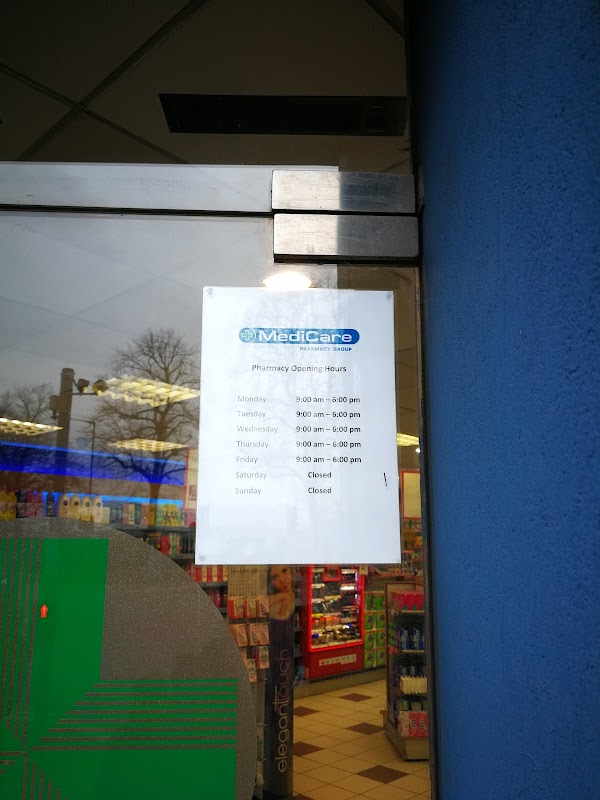 MediCare
PHARMACY GROUP
Pharmacy Opening Hours
Monday 9:00 am – 6:00 pm
Tuesday 9:00 am – 6:00 pm
Wednesday 9:00 am – 6:00 pm
Thursday 9:00 am – 6:00 pm
Friday 9:00 am – 6:00 pm
Saturday Closed
Sunday Closed
RIMMEL
eleganttouch